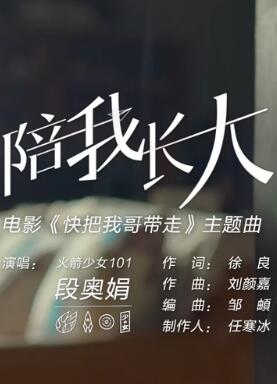 陪我长大
电影《快把我哥带走》主题曲
演唱： 火箭少女101
段奥娟
作 词： 徐 良
作 曲： 刘颜嘉
编 曲： 邹 頔
制作人： 任寒冰